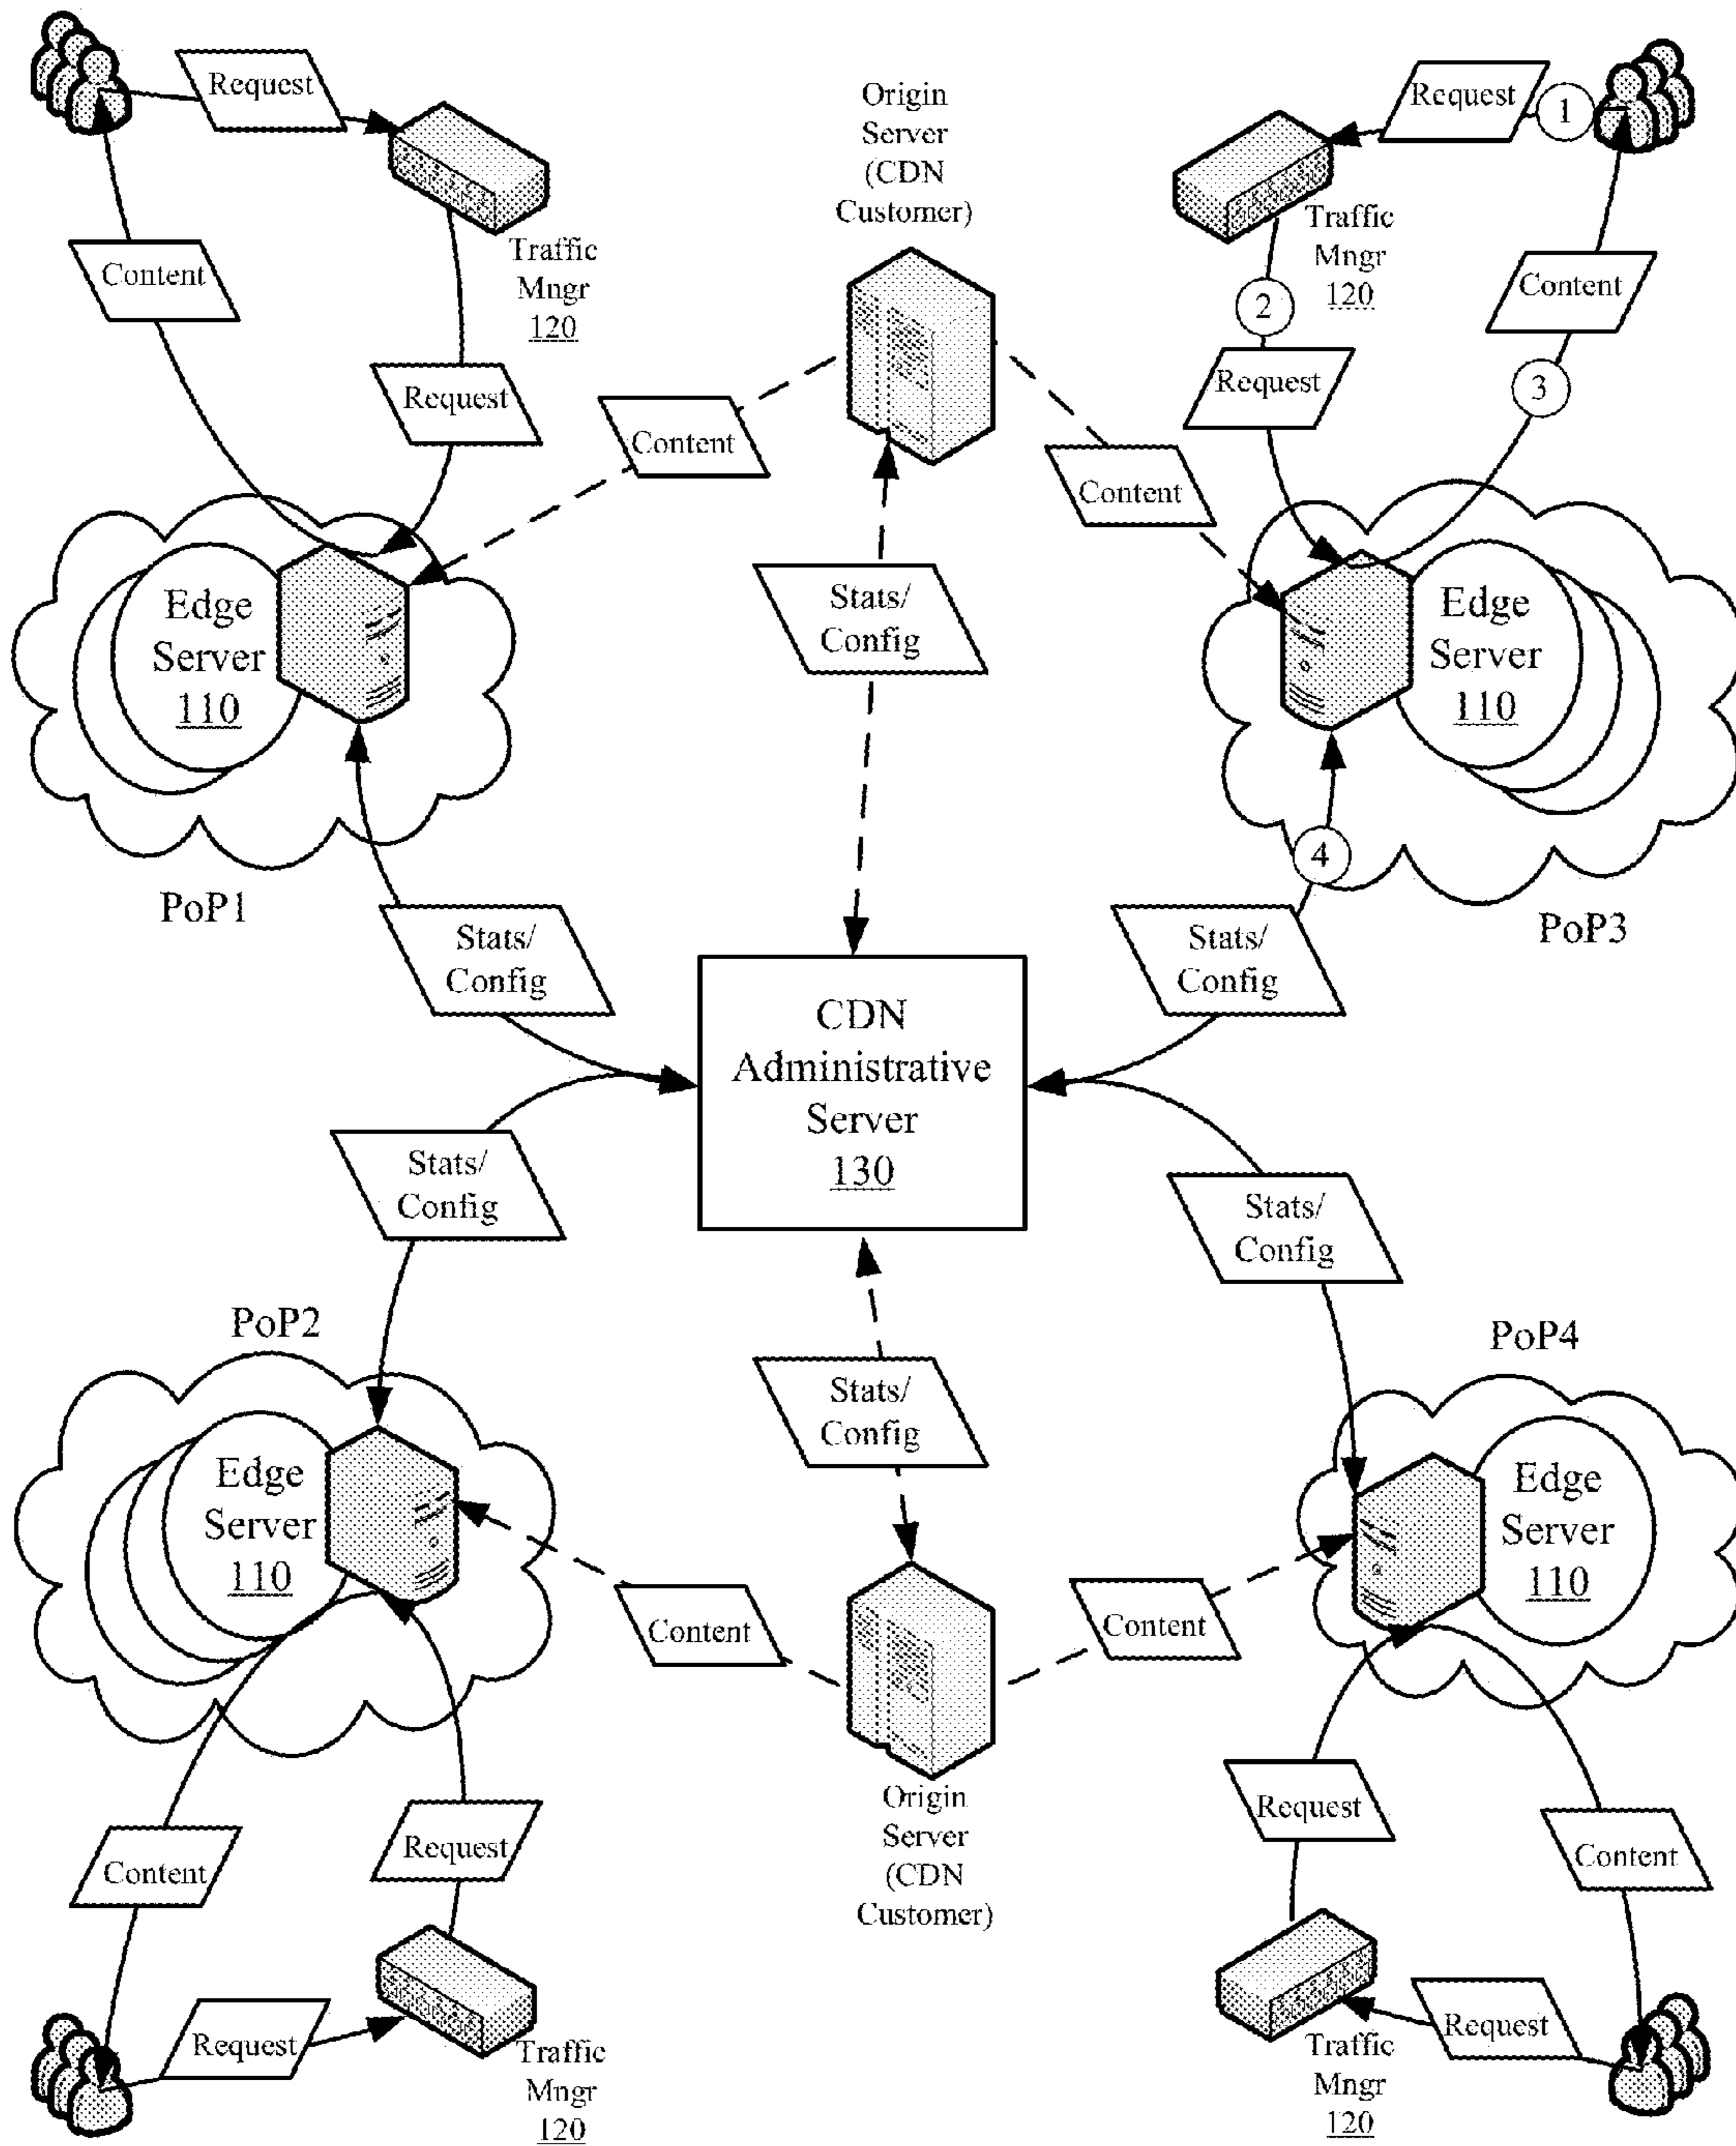 Request
Traffic
Mngr
120
Content
Request
Origin
Server
(CDN
Customer)
Request
1
Traffic
Mngr
120
2
Content
Request
3
Content
Content
Edge
Server
110
PoP1
Stats/
Config
Edge
Server
110
4
PoP3
Stats/
Config
Stats/
Config
CDN
Administrative
Server
130
Stats/
Config
Stats/
Config
PoP2
Edge
Server
110
Stats/
Config
PoP4
Edge
Server
110
Content
Content
Origin
Server
(CDN
Customer)
Content
Request
Request
Traffic
Mngr
120
Request
Content
Request
Traffic
Mngr
120